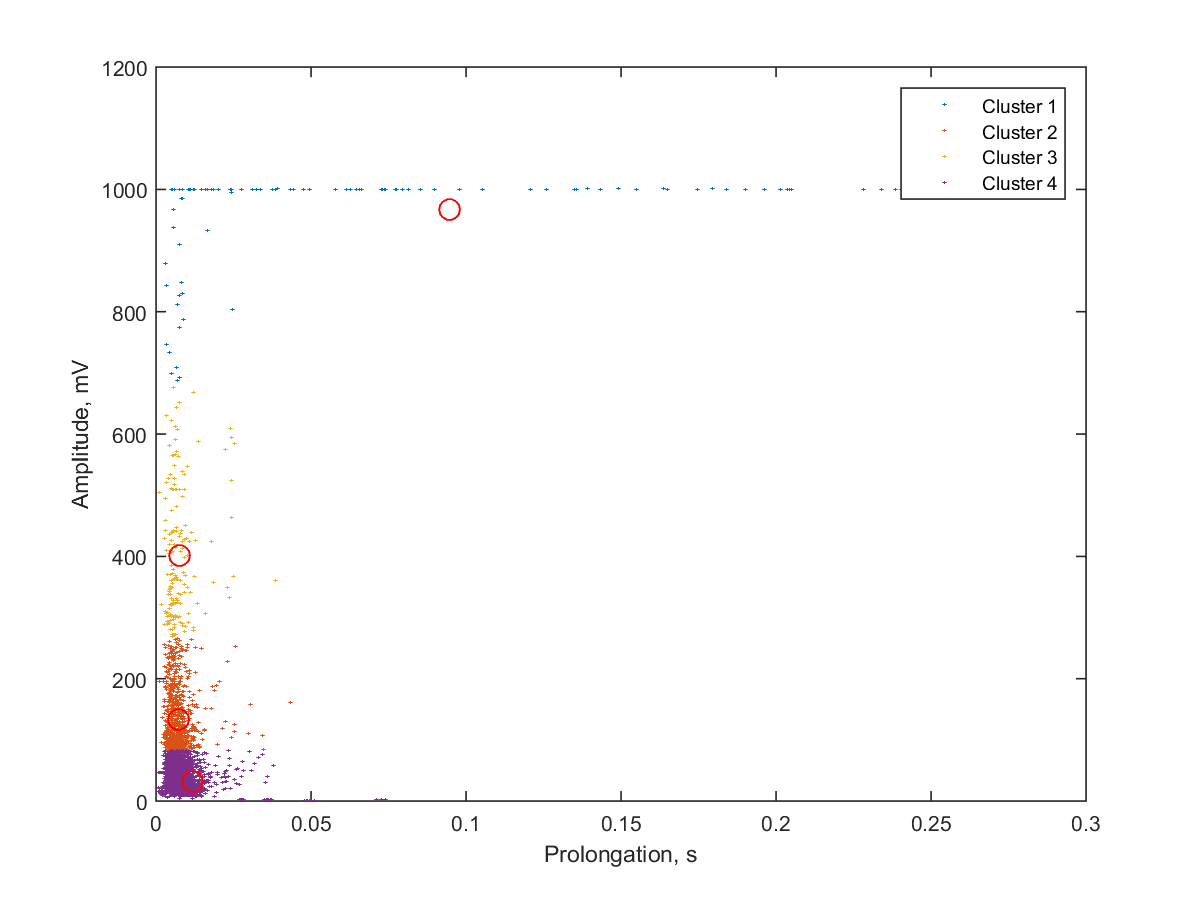 1200
1000
800
600
400
200
0
Amplitude, mV
Cluster 1
Cluster 2
Cluster 3
Cluster 4
0 0.05 0.1 0.15 0.2 0.25 0.3
Prolongation, s